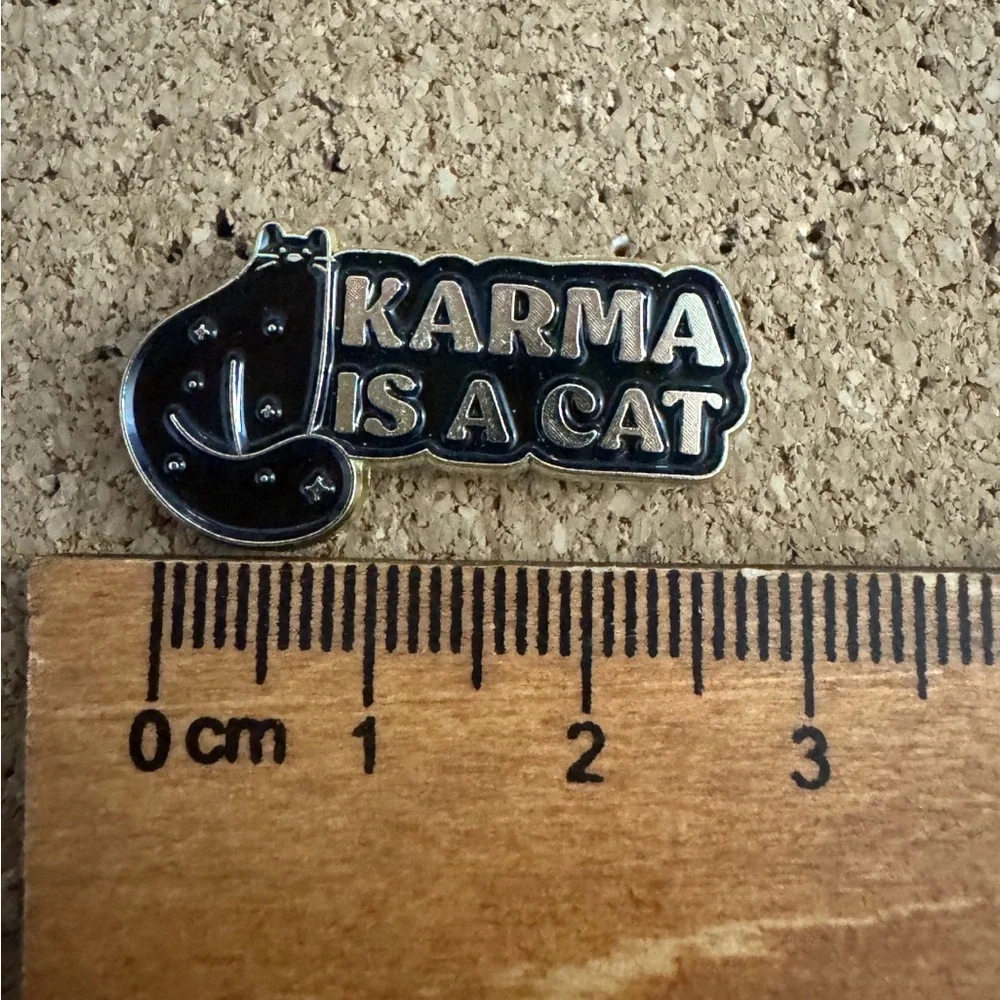 KARMA
IS A CAT
0 cm 1 2 3